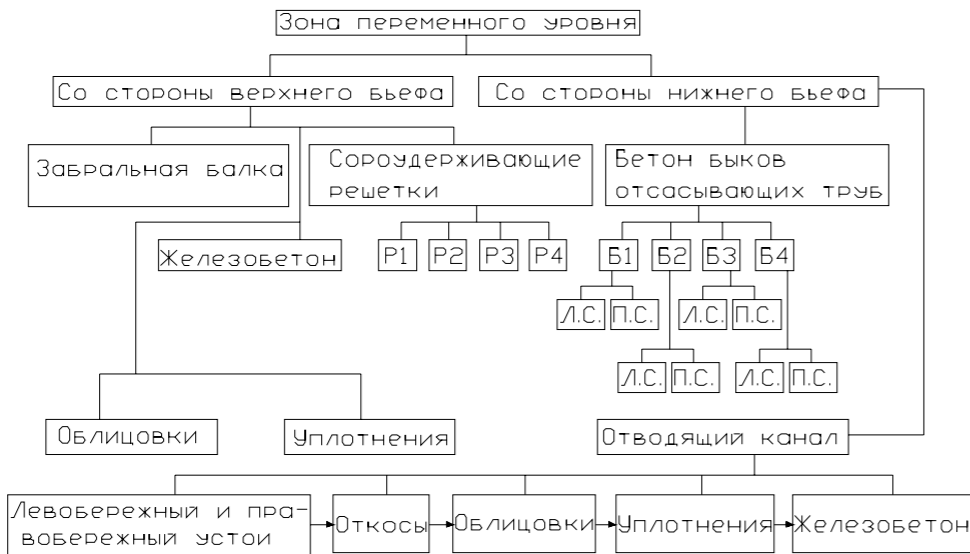 Зона переменного уровня
Со стороны верхнего бьефа
Со стороны нижнего бьефа
Забральная балка
Сороудерживающие
решетки
Бетон быков
отсасывающих труб
Железобетон
Р1
Р2
Р3
Р4
Б1
Б2
Б3
Б4
Л.С.
П.С.
Л.С.
П.С.
Л.С.
П.С.
Л.С.
П.С.
Облицовки
Уплотнения
Отводящий канал
Левобережный и пра-
вобережный устои
Откосы
Облицовки
Уплотнения
Железобетон